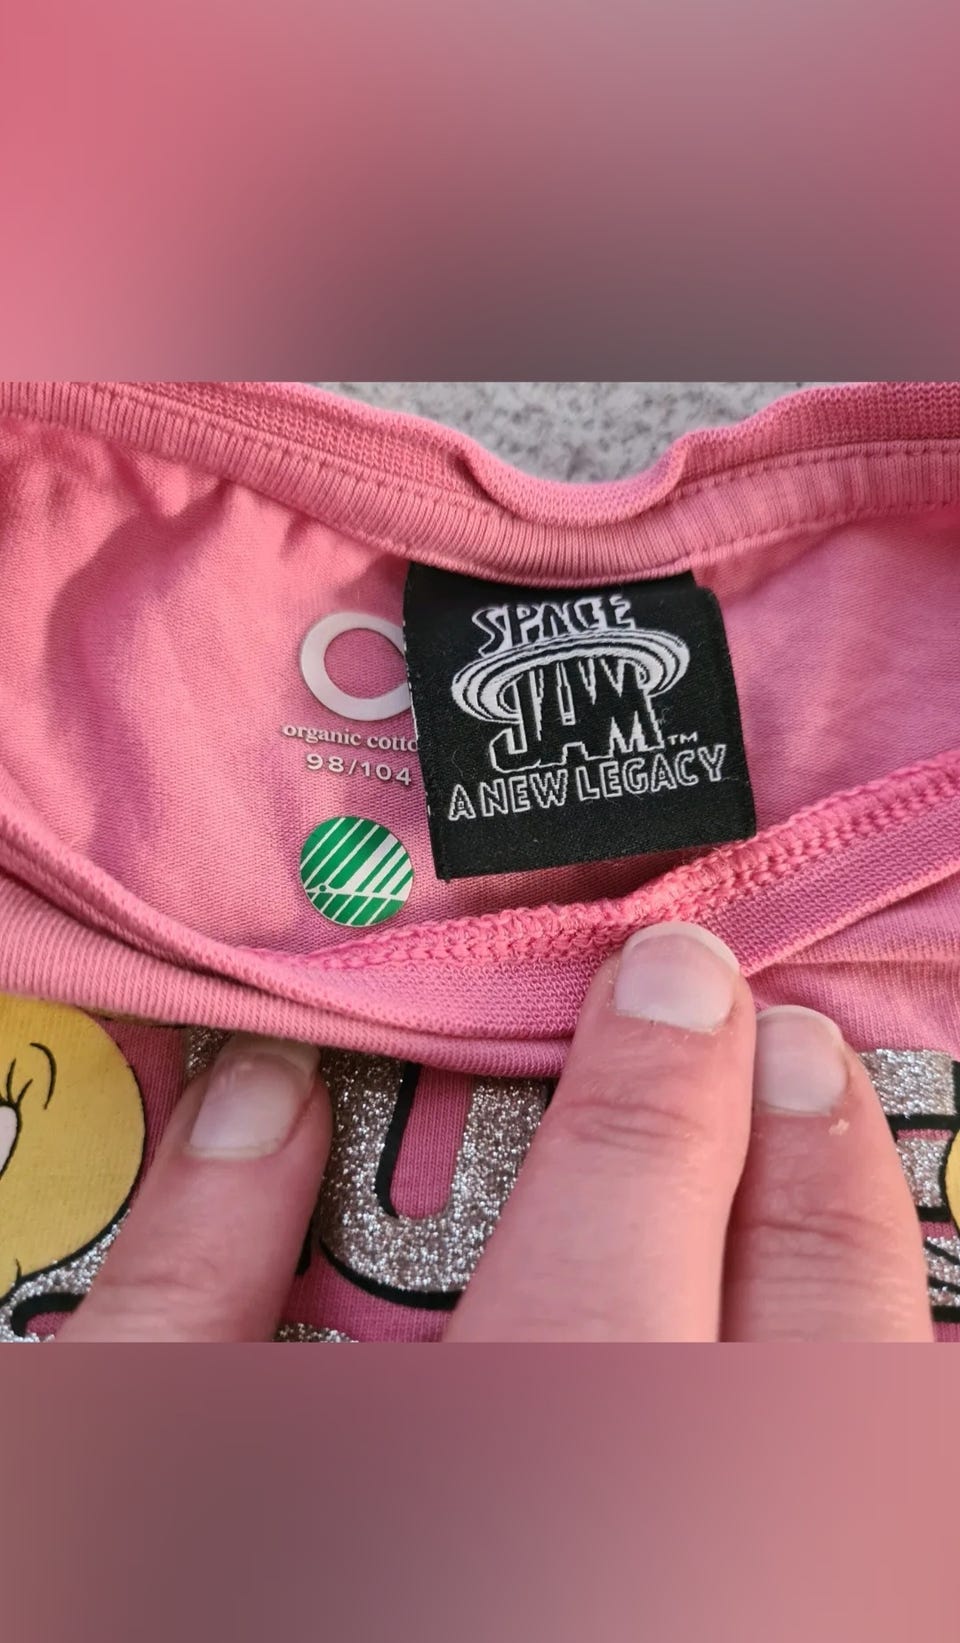 SPACE
JAM™
A NEW LEGACY
organic cotto
98/104